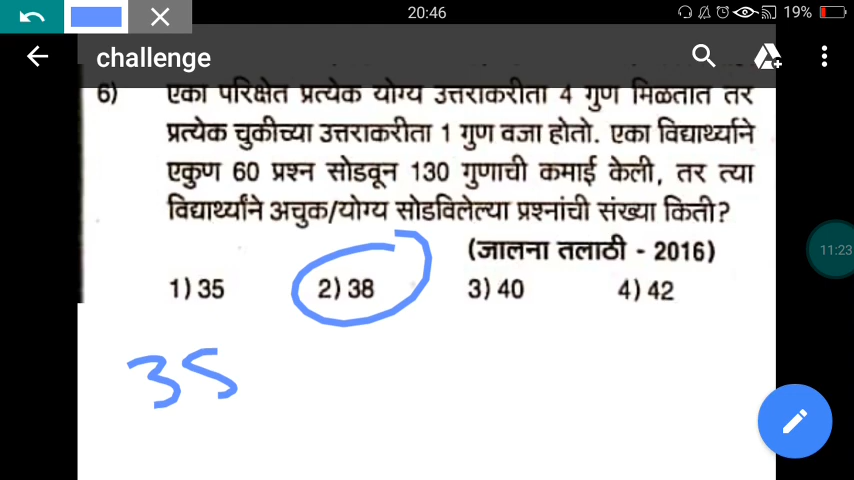 20:46
19%
challenge
6) एका परिक्षेत प्रत्येक योग्य उत्तराकरीता 4 गुण मिळतात तर
प्रत्येक चुकीच्या उत्तराकरीता 1 गुण वजा होतो. एका विद्यार्थ्याने
एकुण 60 प्रश्न सोडवून 130 गुणाची कमाई केली, तर त्या
विद्यार्थ्याने अचुक/योग्य सोडविलेल्या प्रश्नांची संख्या किती?
(जालना तलाठी - 2016)
11:23
1) 35 2) 38 3) 40 4) 42
35